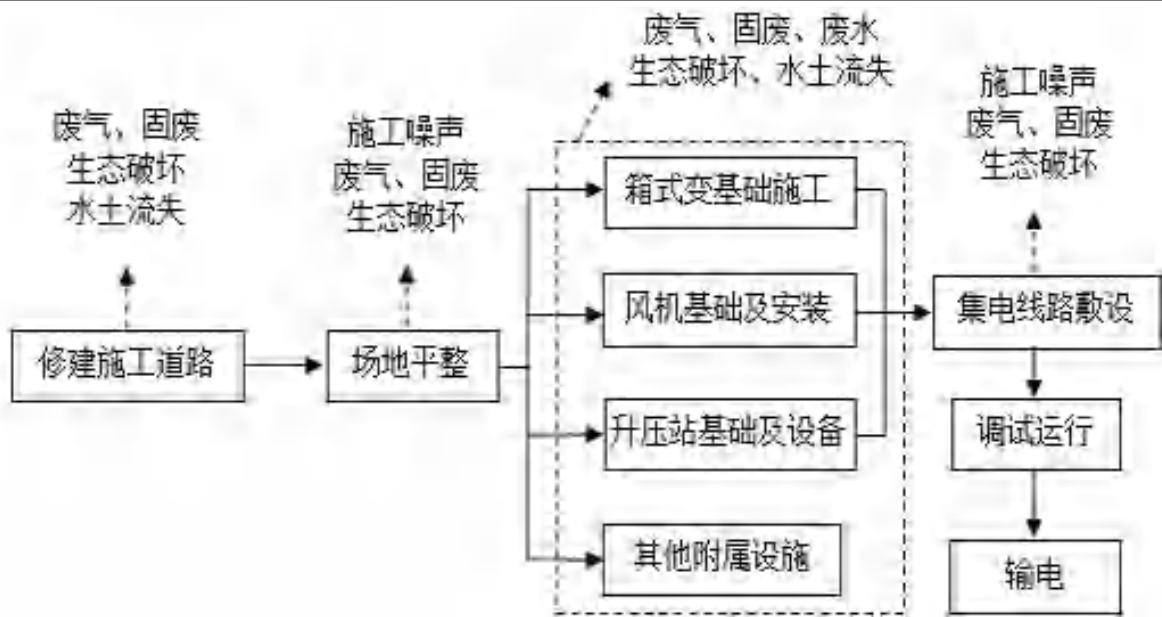 废气、固废、废水
生态破坏、水土流失
施工噪声
废气、固废
生态破坏
废气、固废
生态破坏
水土流失
施工噪声
废气、固废
生态破坏
箱式变基础施工
风机基础及安装
集电线路敷设
修建施工道路
场地平整
升压站基础及设备
调试运行
其他附属设施
输电